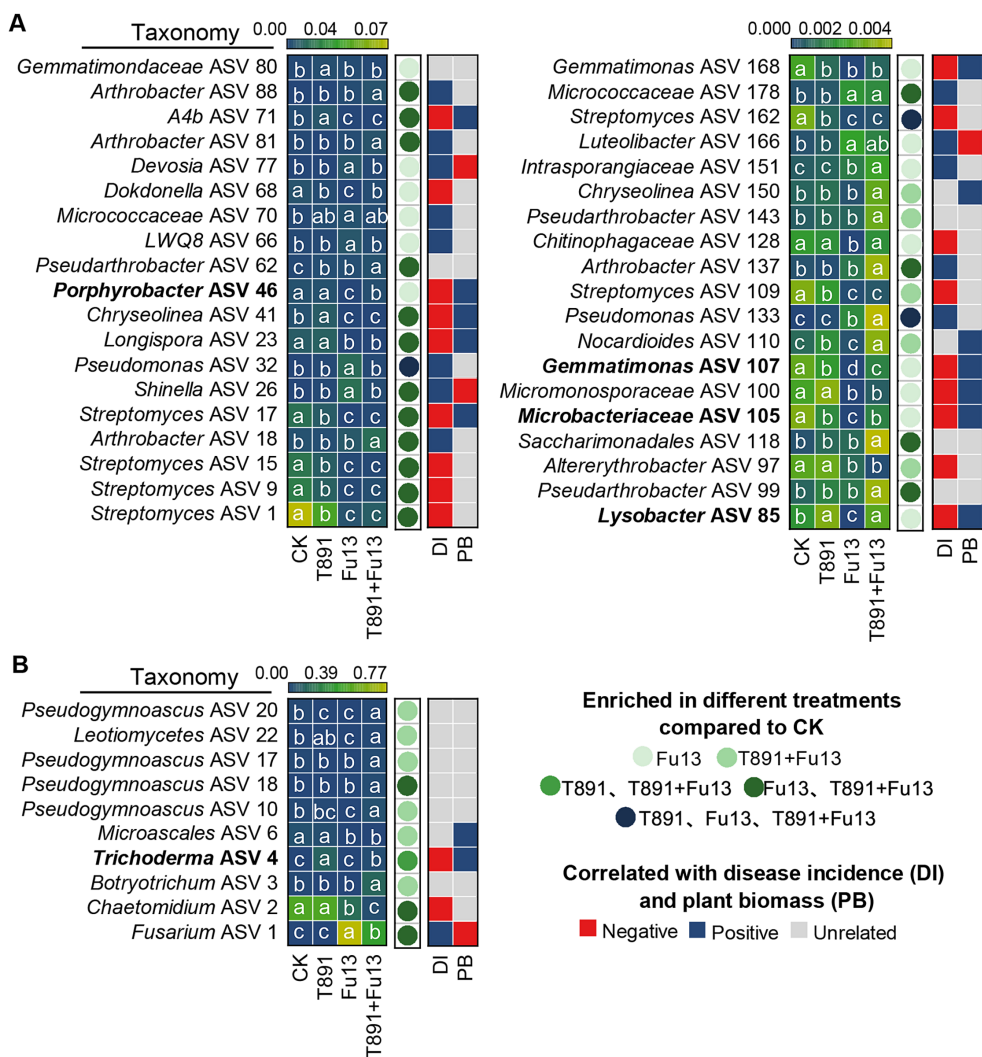 A
Taxonomy
0.00 0.04 0.07
Gemmatimondaceae ASV 80 b a b b
Arthrobacter ASV 88 b b b a
A4b ASV 71 b a c c
Arthrobacter ASV 81 b b b a
Devosia ASV 77 b b a b
Dokdonella ASV 68 a b c b
Micrococcaceae ASV 70 b ab a ab
LWQ8 ASV 66 b b a b
Pseudarthrobacter ASV 62 c b b a
Porphyrobacter ASV 46 a a c b
Chryseolinea ASV 41 b a c c
Longispora ASV 23 a a b b
Pseudomonas ASV 32 b b a b
Shinella ASV 26 b b a b
Streptomyces ASV 17 a b c c
Arthrobacter ASV 18 b b b a
Streptomyces ASV 15 a b c c
Streptomyces ASV 9 a b c c
Streptomyces ASV 1 a b c c
CK T891 Fu13 T891+Fu13 DI PB
0.000 0.002 0.004
Gemmatimonas ASV 168 a b b b
Micrococcaceae ASV 178 b b a a
Streptomyces ASV 162 a b c c
Luteolibacter ASV 166 b b a ab
Intrasporangiaceae ASV 151 c c b a
Chryseolinea ASV 150 b b b a
Pseudarthrobacter ASV 143 b b b a
Chitinophagaceae ASV 128 a a b a
Arthrobacter ASV 137 b b b a
Streptomyces ASV 109 a b c c
Pseudomonas ASV 133 c c b a
Nocardioides ASV 110 c b c a
Gemmatimonas ASV 107 a b d c
Micromonosporaceae ASV 100 a a b b
Microbacteriaceae ASV 105 a b c b
Saccharimonadales ASV 118 b b b a
Altererythrobacter ASV 97 a a b b
Pseudarthrobacter ASV 99 b b b a
Lysobacter ASV 85 b a c a
CK T891 Fu13 T891+Fu13 DI PB
B
Taxonomy
0.00 0.39 0.77
Pseudogymnoascus ASV 20 b c c a
Leotiomycetes ASV 22 b ab b a
Pseudogymnoascus ASV 17 b b b a
Pseudogymnoascus ASV 18 b b a a
Pseudogymnoascus ASV 10 b bc c a
Microascales ASV 6 a a b b
Trichoderma ASV 4 c a c b
Botryotrichum ASV 3 b b b a
Chaetomidium ASV 2 a a b c
Fusarium ASV 1 c c a b
CK T891 Fu13 T891+Fu13 DI PB
Enriched in different treatments
compared to CK
Fu13 T891+Fu13
T891、T891+Fu13 Fu13、T891+Fu13
T891、Fu13、T891+Fu13
Correlated with disease incidence (DI)
and plant biomass (PB)
Negative Positive Unrelated